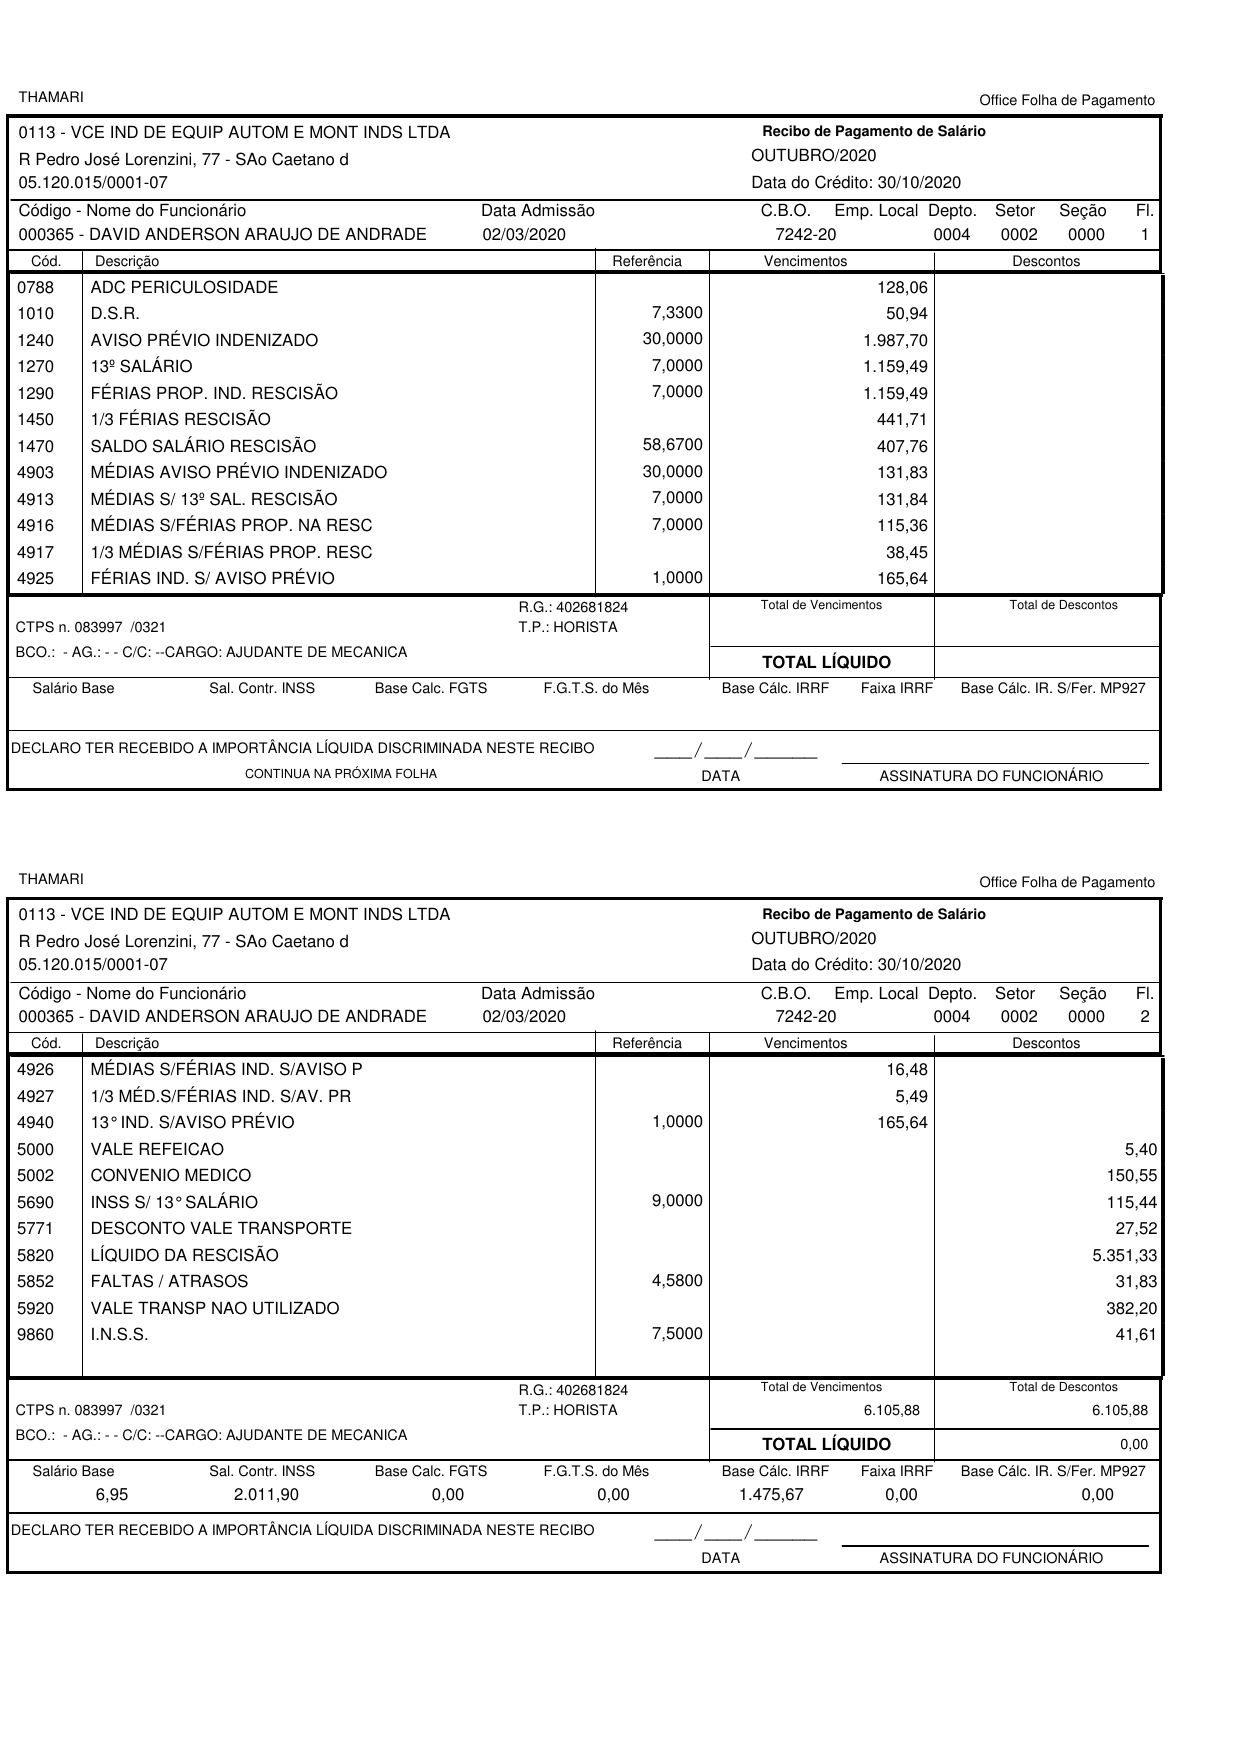 THAMARI
Office Folha de Pagamento
0113 - VCE IND DE EQUIP AUTOM E MONT INDS LTDA Recibo de Pagamento de Salário
R Pedro José Lorenzini, 77 - SAo Caetano d OUTUBRO/2020
05.120.015/0001-07 Data do Crédito: 30/10/2020
Código - Nome do Funcionário Data Admissão C.B.O. Emp. Local Depto. Setor Seção Fl.
000365 - DAVID ANDERSON ARAUJO DE ANDRADE 02/03/2020 7242-20 0004 0002 0000 1
Cód. Descrição Referência Vencimentos Descontos
0788 ADC PERICULOSIDADE 128,06
1010 D.S.R. 7,3300 50,94
1240 AVISO PRÉVIO INDENIZADO 30,0000 1.987,70
1270 13º SALÁRIO 7,0000 1.159,49
1290 FÉRIAS PROP. IND. RESCISÃO 7,0000 1.159,49
1450 1/3 FÉRIAS RESCISÃO 441,71
1470 SALDO SALÁRIO RESCISÃO 58,6700 407,76
4903 MÉDIAS AVISO PRÉVIO INDENIZADO 30,0000 131,83
4913 MÉDIAS S/ 13º SAL. RESCISÃO 7,0000 131,84
4916 MÉDIAS S/FÉRIAS PROP. NA RESC 7,0000 115,36
4917 1/3 MÉDIAS S/FÉRIAS PROP. RESC 38,45
4925 FÉRIAS IND. S/ AVISO PRÉVIO 1,0000 165,64
R.G.: 402681824 Total de Vencimentos Total de Descontos
CTPS n. 083997 /0321 T.P.: HORISTA
BCO.: - AG.: - - C/C: --CARGO: AJUDANTE DE MECANICA
TOTAL LÍQUIDO
Salário Base Sal. Contr. INSS Base Calc. FGTS F.G.T.S. do Mês Base Cálc. IRRF Faixa IRRF Base Cálc. IR. S/Fer. MP927
DECLARO TER RECEBIDO A IMPORTÂNCIA LÍQUIDA DISCRIMINADA NESTE RECIBO ____/____/______
CONTINUA NA PRÓXIMA FOLHA DATA ASSINATURA DO FUNCIONÁRIO
THAMARI
Office Folha de Pagamento
0113 - VCE IND DE EQUIP AUTOM E MONT INDS LTDA Recibo de Pagamento de Salário
R Pedro José Lorenzini, 77 - SAo Caetano d OUTUBRO/2020
05.120.015/0001-07 Data do Crédito: 30/10/2020
Código - Nome do Funcionário Data Admissão C.B.O. Emp. Local Depto. Setor Seção Fl.
000365 - DAVID ANDERSON ARAUJO DE ANDRADE 02/03/2020 7242-20 0004 0002 0000 2
Cód. Descrição Referência Vencimentos Descontos
4926 MÉDIAS S/FÉRIAS IND. S/AVISO P 16,48
4927 1/3 MÉD.S/FÉRIAS IND. S/AV. PR 5,49
4940 13° IND. S/AVISO PRÉVIO 1,0000 165,64
5000 VALE REFEICAO 5,40
5002 CONVENIO MEDICO 150,55
5690 INSS S/ 13° SALÁRIO 9,0000 115,44
5771 DESCONTO VALE TRANSPORTE 27,52
5820 LÍQUIDO DA RESCISÃO 5.351,33
5852 FALTAS / ATRASOS 4,5800 31,83
5920 VALE TRANSP NAO UTILIZADO 382,20
9860 I.N.S.S. 7,5000 41,61
R.G.: 402681824 Total de Vencimentos Total de Descontos
CTPS n. 083997 /0321 T.P.: HORISTA 6.105,88 6.105,88
BCO.: - AG.: - - C/C: --CARGO: AJUDANTE DE MECANICA
TOTAL LÍQUIDO 0,00
Salário Base Sal. Contr. INSS Base Calc. FGTS F.G.T.S. do Mês Base Cálc. IRRF Faixa IRRF Base Cálc. IR. S/Fer. MP927
6,95 2.011,90 0,00 0,00 1.475,67 0,00 0,00
DECLARO TER RECEBIDO A IMPORTÂNCIA LÍQUIDA DISCRIMINADA NESTE RECIBO ____/____/______
DATA ASSINATURA DO FUNCIONÁRIO